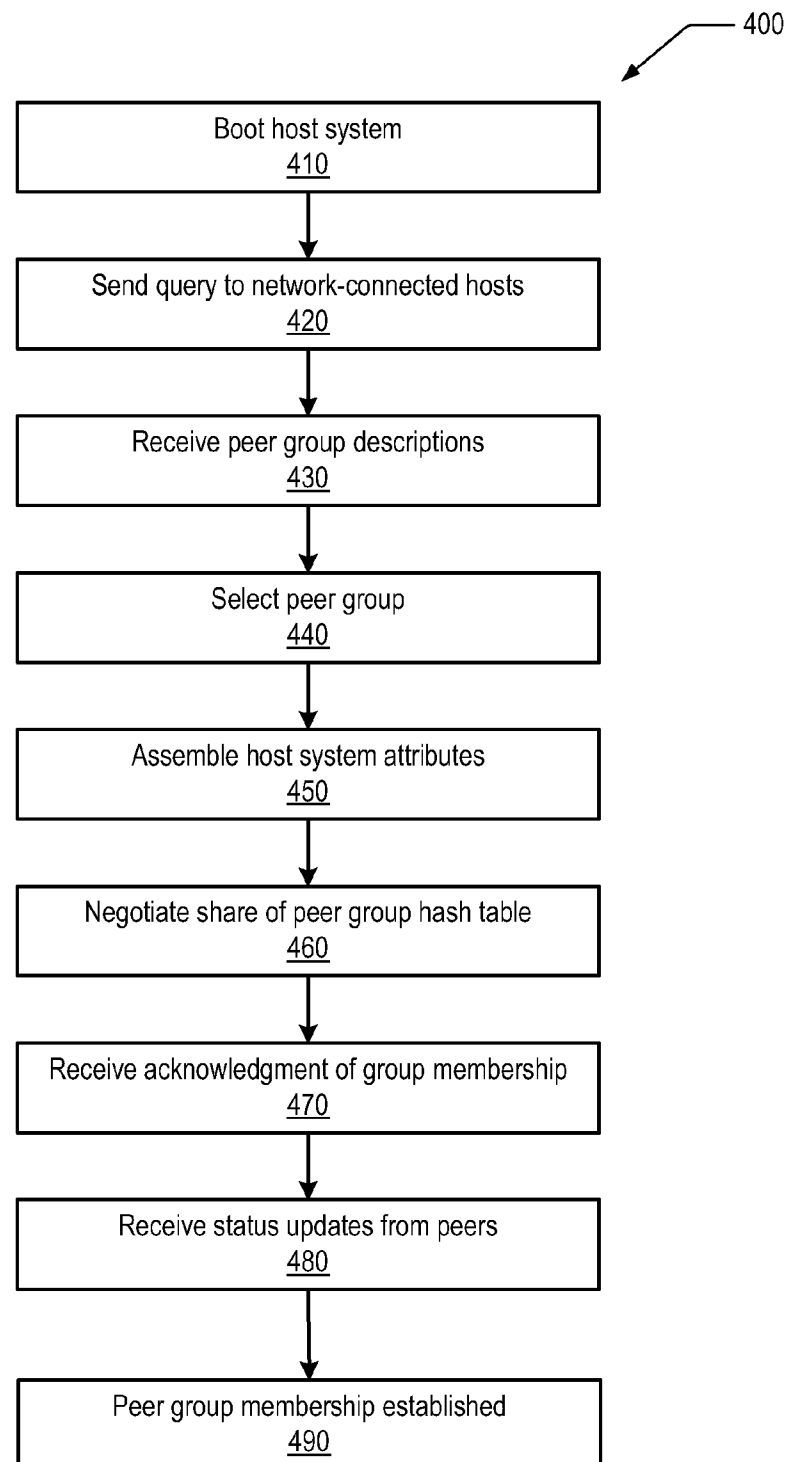 400
Boot host system
410
Send query to network-connected hosts
420
Receive peer group descriptions
430
Select peer group
440
Assemble host system attributes
450
Negotiate share of peer group hash table
460
Receive acknowledgment of group membership
470
Receive status updates from peers
480
Peer group membership established
490